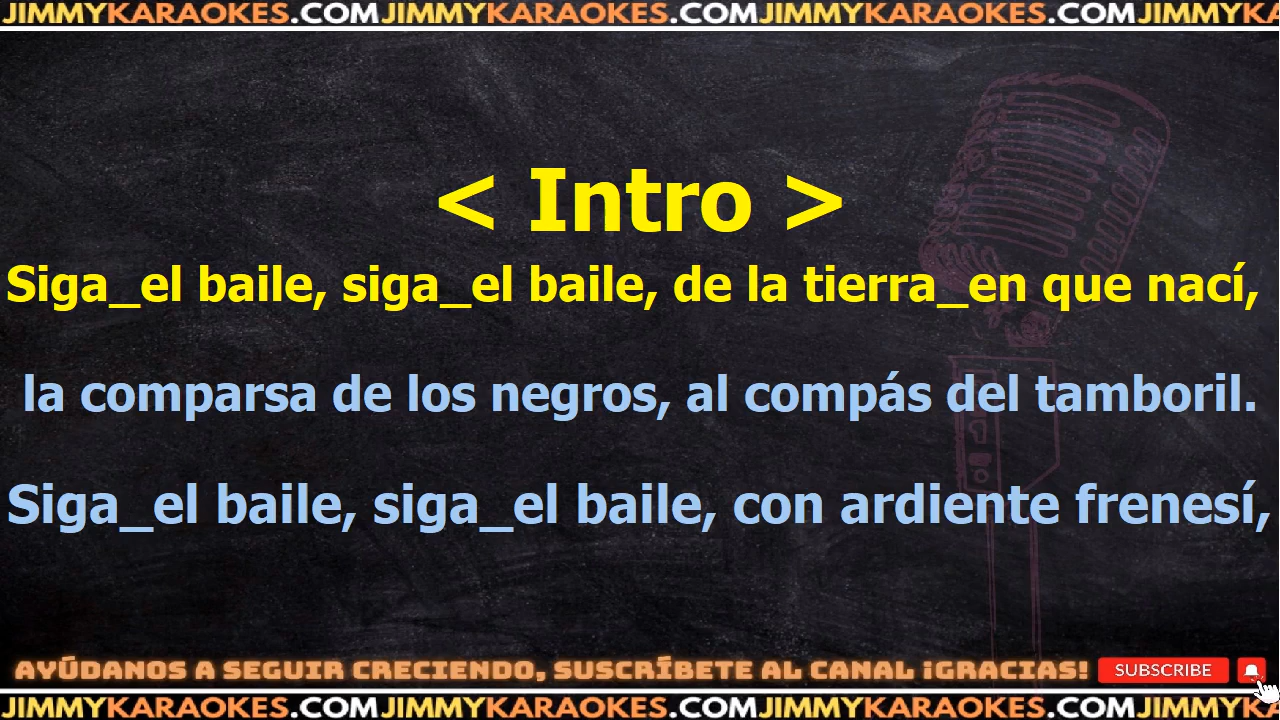 JIMMYKARAOKES.COMJIMMYKARAOKES.COMJIMMYKARAOKES.COMJIMMYKA
< Intro >
Siga_el baile, siga_el baile, de la tierra_en que nací,
la comparsa de los negros, al compás del tamboril.
Siga_el baile, siga_el baile, con ardiente frenesí,
AYÚDANOS A SEGUIR CRECIENDO, SUSCRÍBETE AL CANAL ¡GRACIAS! SUBSCRIBE
JIMMYKARAOKES.COMJIMMYKARAOKES.COMJIMMYKARAOKES.COMJIMMYKA